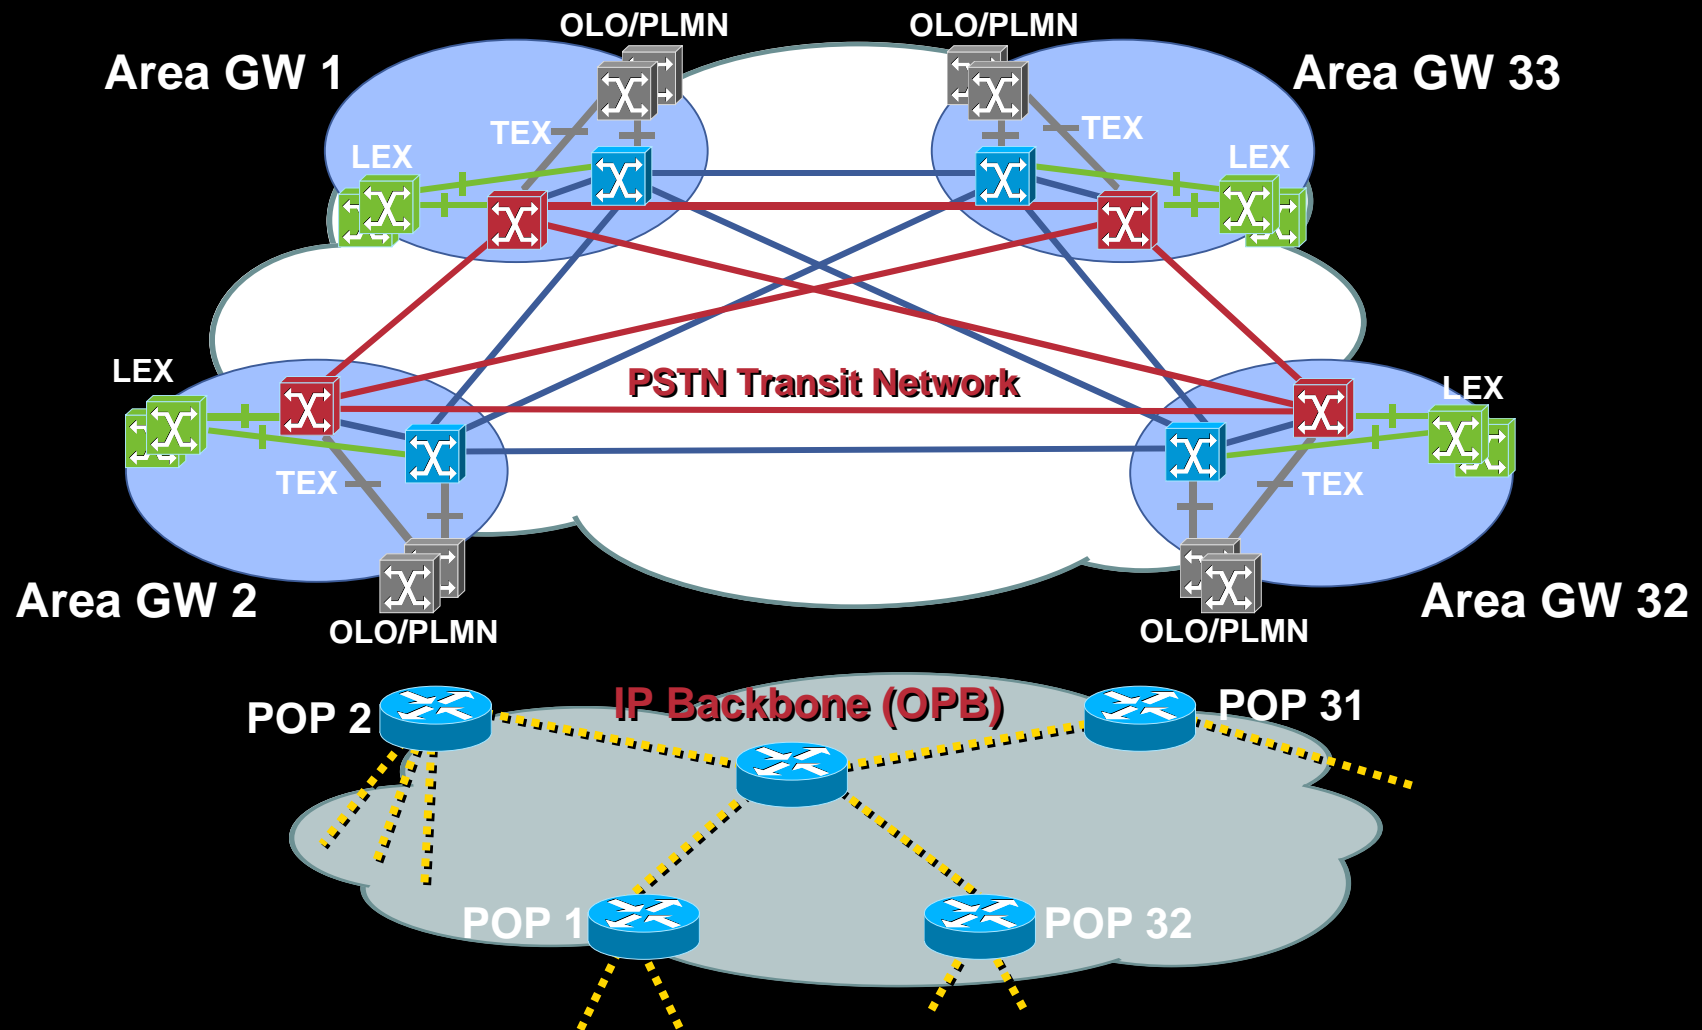 OLO/PLMN
OLO/PLMN
Area GW 1
Area GW 33
TEX
TEX
LEX
LEX
LEX
PSTN Transit Network
LEX
TEX
TEX
Area GW 2
Area GW 32
OLO/PLMN
OLO/PLMN
POP 2
IP Backbone (OPB)
POP 31
POP 1
POP 32